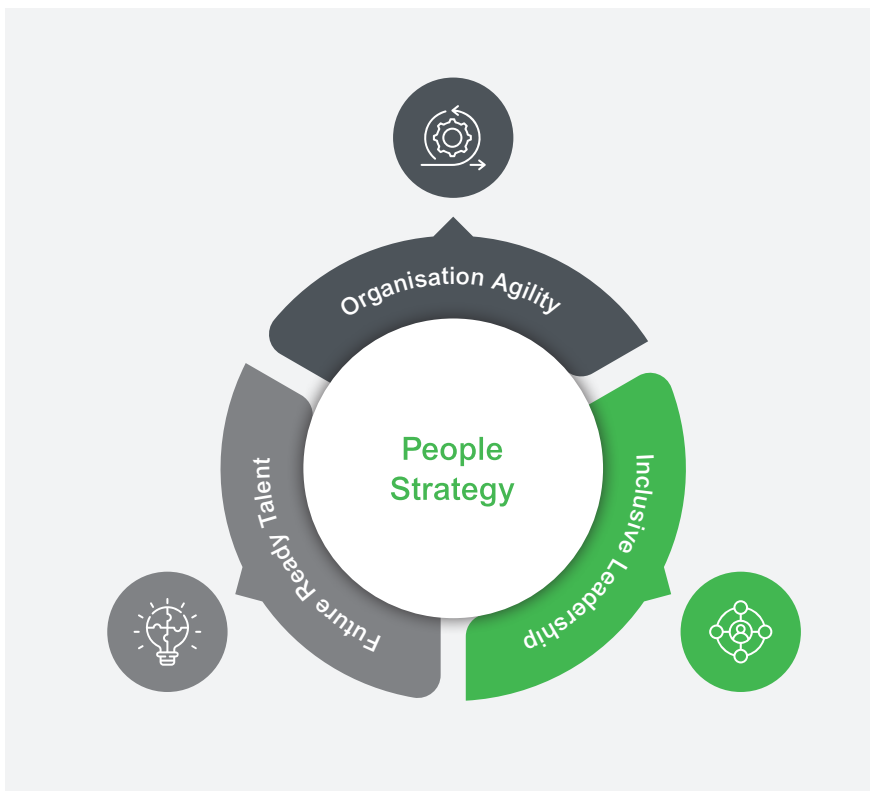 Organisation Agility
People
Strategy
Inclusive Leadership
Future Ready Talent